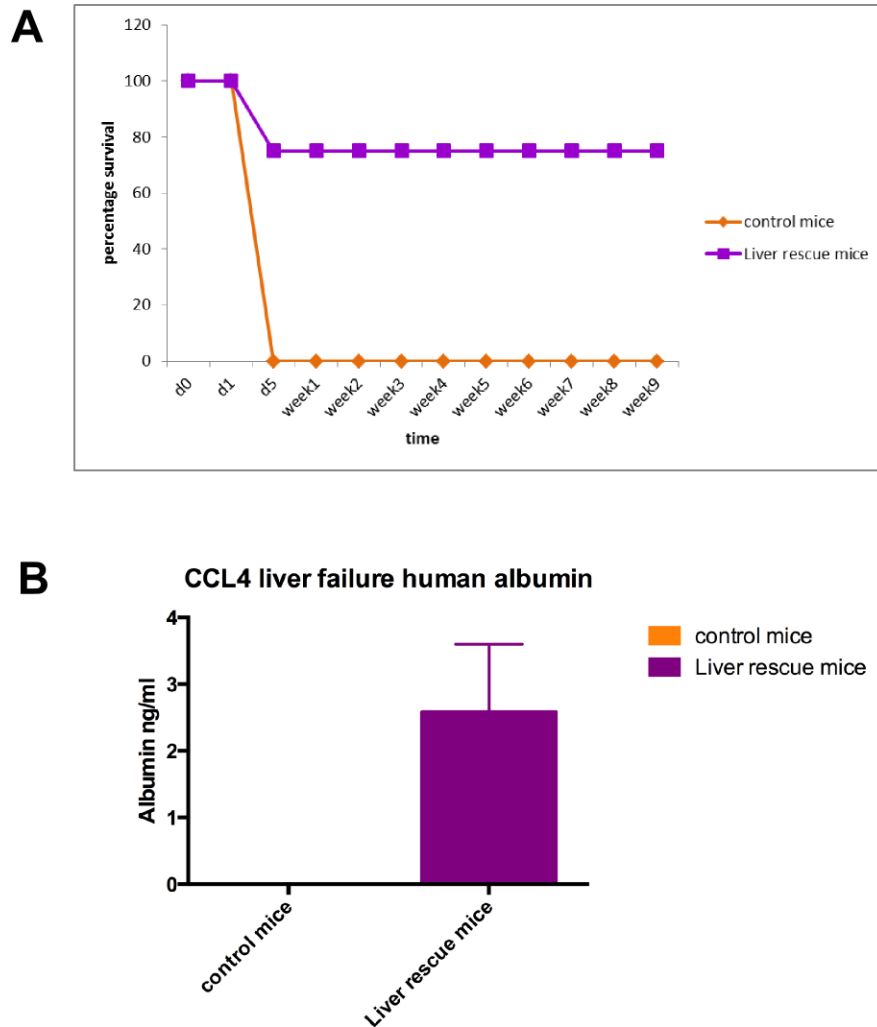 A
120
100
80
60
40
20
0
percentage survival
d0
d1
d5
week1
week2
week3
week4
week5
week6
week7
week8
week9
time
control mice
Liver rescue mice
B
CCL4 liver failure human albumin
4
3
2
1
0
Albumin ng/ml
control mice
Liver rescue mice
control mice
Liver rescue mice